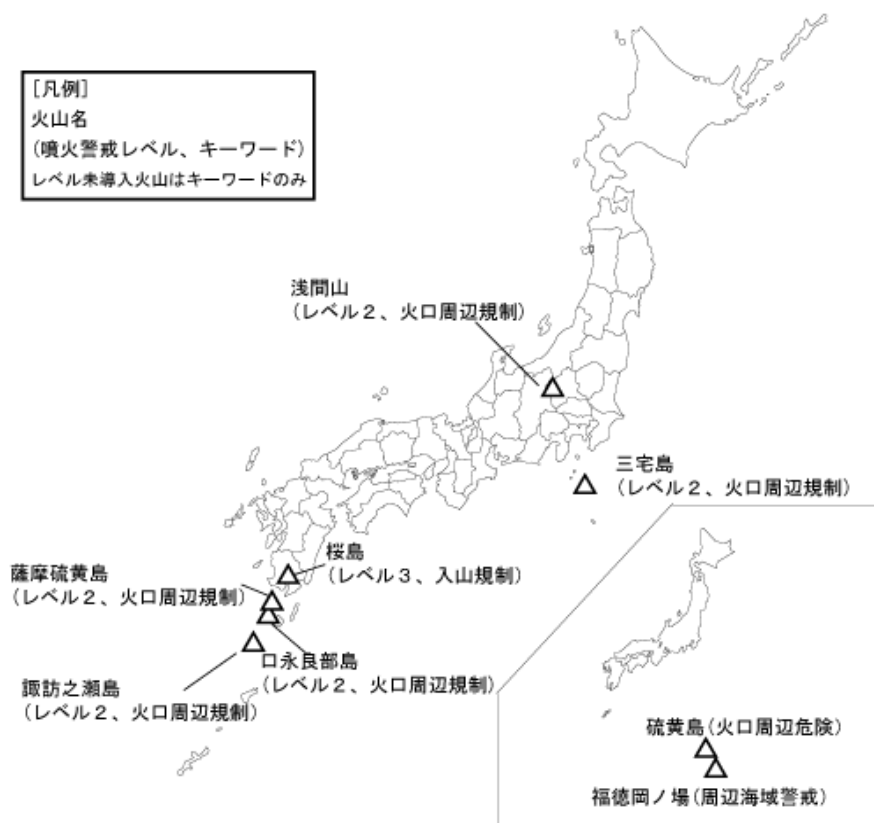 [凡例]
火山名
(噴火警戒レベル、キーワード)
レベル未導入火山はキーワードのみ
浅間山
(レベル2、火口周辺規制)
三宅島
(レベル2、火口周辺規制)
桜島
(レベル3、入山規制)
薩摩硫黄島
(レベル2、火口周辺規制)
口永良部島
(レベル2、火口周辺規制)
諏訪之瀬島
(レベル2、火口周辺規制)
硫黄島(火口周辺危険)
福徳岡ノ場(周辺海域警戒)